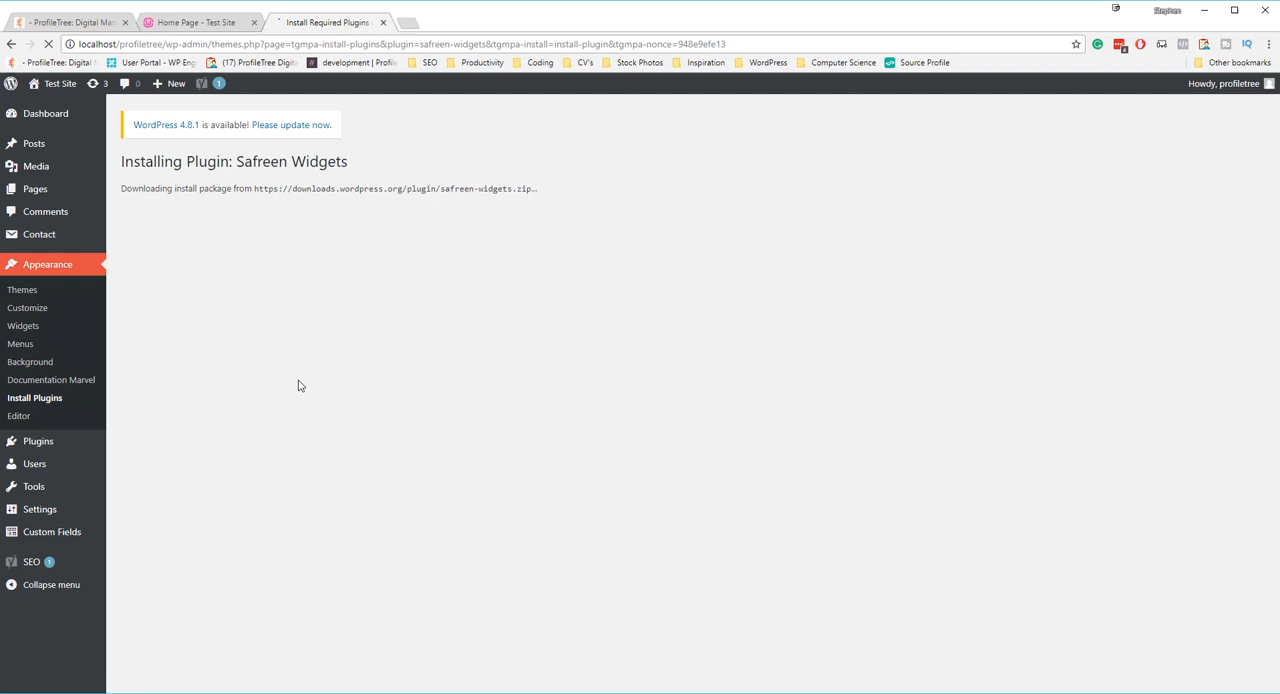 Stephen
- ProfileTree: Digital Mar
Home Page - Test Site
Install Required Plugins
localhost/profiletree/wp-admin/themes.php?page=tgmpa-install-plugins&plugin=safreen-widgets&tgmpa-install=install-plugin&tgmpa-nonce=948e9efe13
- ProfileTree: Digital M
User Portal - WP Eng
(17) ProfileTree Digit
development | Profile
SEO
Productivity
Coding
CV's
Stock Photos
Inspiration
WordPress
Computer Science
Source Profile
Other bookmarks
Test Site
3
0
New
1
Howdy, profiletree
Dashboard
Posts
Media
Pages
Comments
Contact
Appearance
Themes
Customize
Widgets
Menus
Background
Documentation Marvel
Install Plugins
Editor
Plugins
Users
Tools
Settings
Custom Fields
SEO 1
Collapse menu
WordPress 4.8.1 is available! Please update now.
Installing Plugin: Safreen Widgets
Downloading install package from https://downloads.wordpress.org/plugin/safreen-widgets.zip…